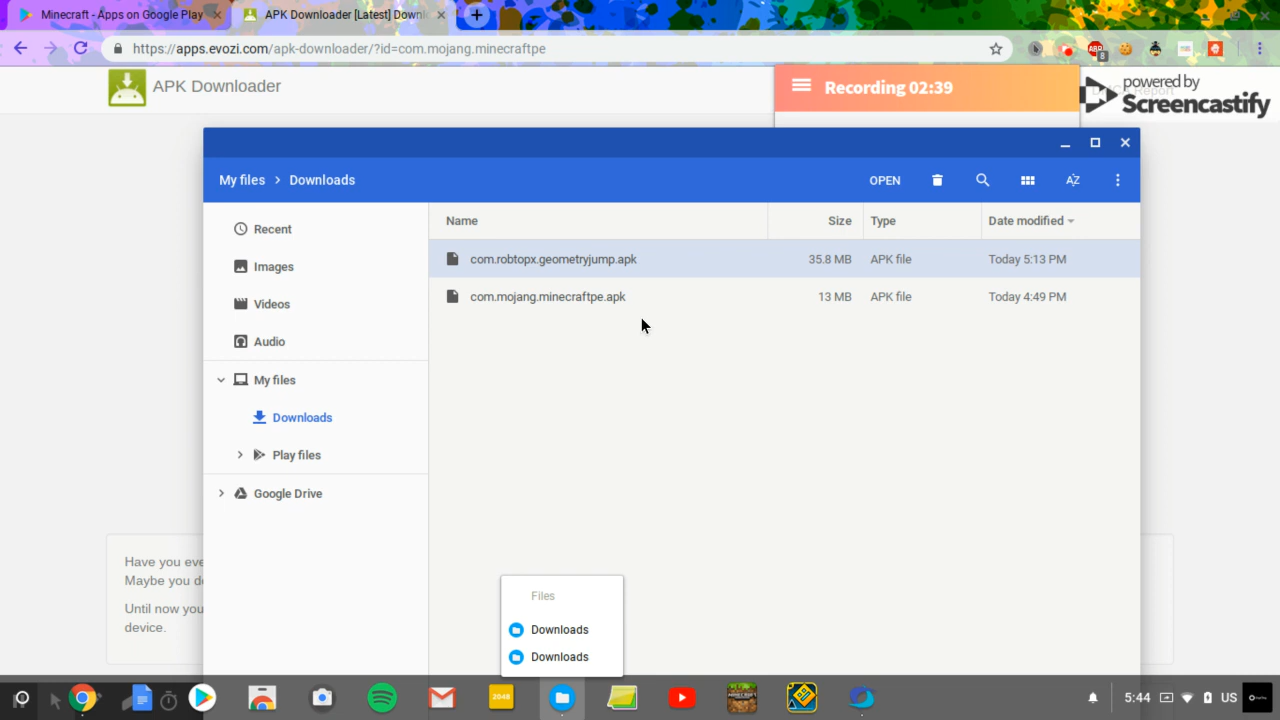 Minecraft - Apps on Google Play
APK Downloader [Latest] Downl
https://apps.evozi.com/apk-downloader/?id=com.mojang.minecraftpe
8
APK Downloader
Recording 02:39
powered by
Screencastify
Report
My files > Downloads
OPEN
AZ
Name Size Type Date modified
Recent
com.robtopx.geometryjump.apk 35.8 MB APK file Today 5:13 PM
Images
com.mojang.minecraftpe.apk 13 MB APK file Today 4:49 PM
Videos
Audio
My files
Downloads
Play files
Google Drive
Have you eve
Maybe you d
Until now you
device.
Files
Downloads
Downloads
2048
5:44
US